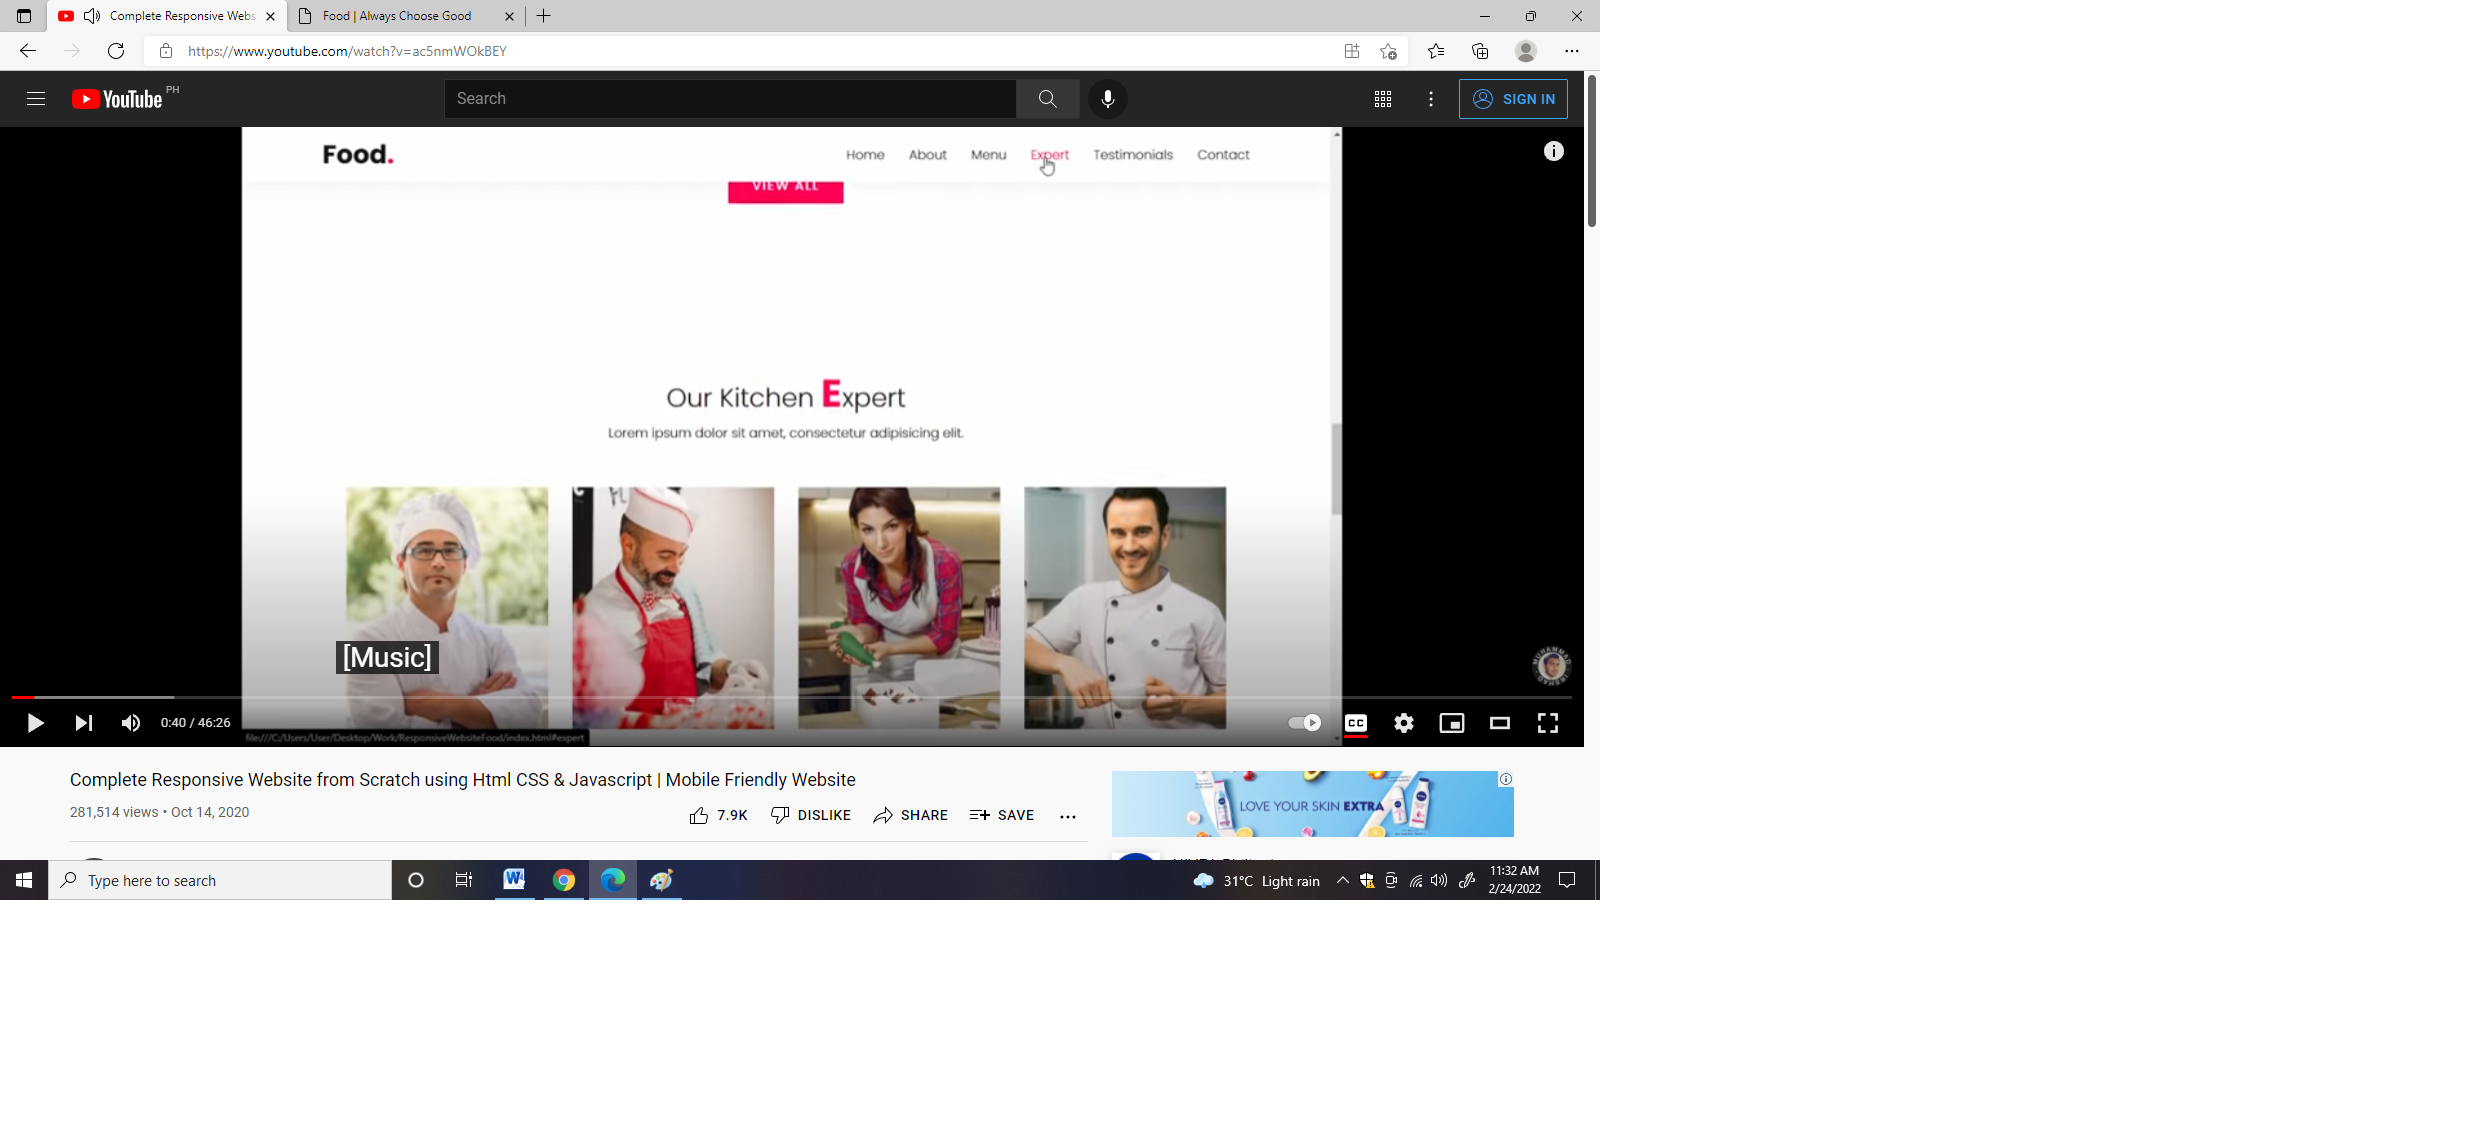 Complete Responsive Webs
Food | Always Choose Good
https://www.youtube.com/watch?v=ac5nmWOkBEY
YouTube PH
Search
SIGN IN
Food.
Home About Menu Expert Testimonials Contact
VIEW ALL
Our Kitchen Expert
Lorem ipsum dolor sit amet, consectetur adipisicing elit.
[Music]
MUHAMMAD IRSHAD
0:40 / 46:26
CC
file:///C:/Users/User/Desktop/Work/ResponsiveWebsiteFood/index.html#expert
Complete Responsive Website from Scratch using Html CSS & Javascript | Mobile Friendly Website
281,514 views • Oct 14, 2020
7.9K DISLIKE SHARE SAVE
LOVE YOUR SKIN EXTRA
Type here to search
31°C Light rain
11:32 AM
2/24/2022